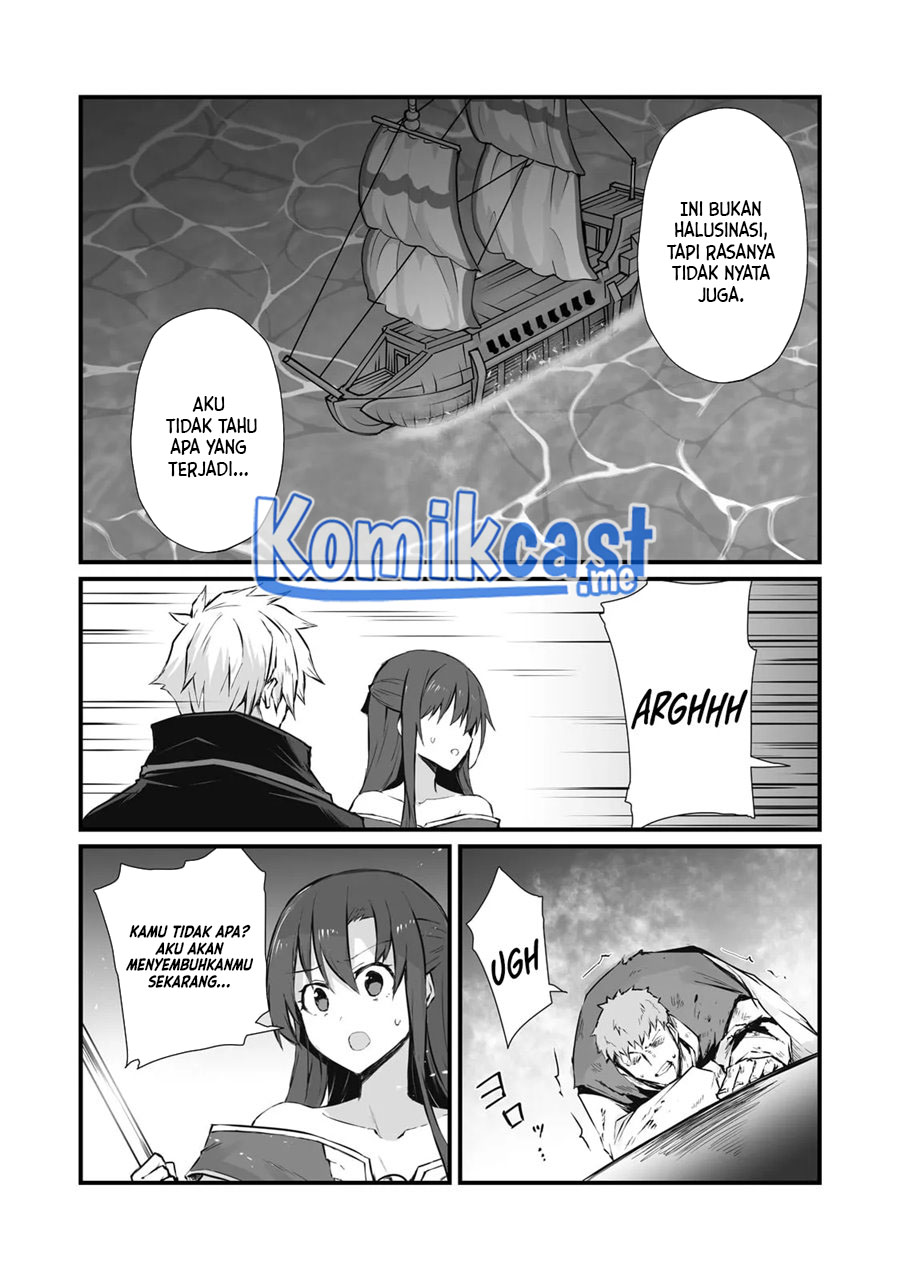 INI BUKAN
HALUSINASI,
TAPI RASANYA
TIDAK NYATA
JUGA.
AKU
TIDAK TAHU
APA YANG
TERJADI...
Komikcast
.me
ARGHHH
UGH
ヨロッ...
KAMU TIDAK APA?
AKU AKAN
MENYEMBUHKANMU
SEKARANG...